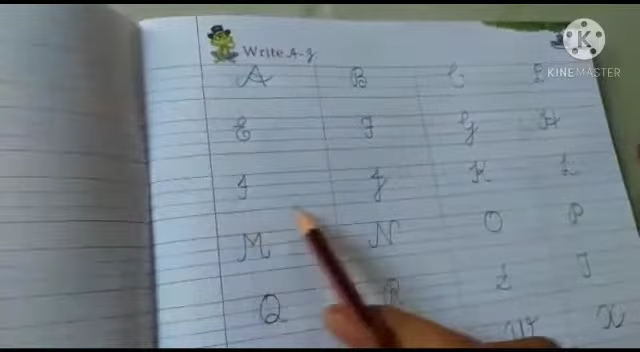 Write A-Z
A B C D
E F G H
I J K L
M N O P
Q R S T
W X
KINEMASTER